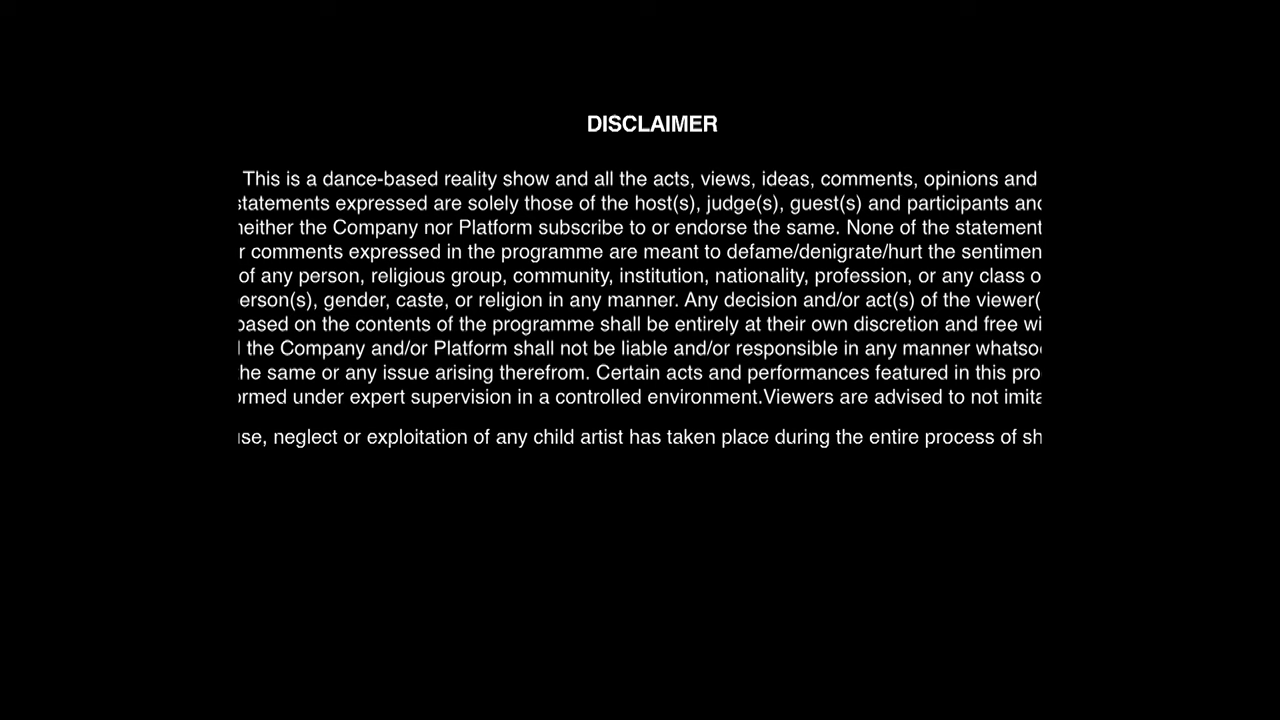 DISCLAIMER
This is a dance-based reality show and all the acts, views, ideas, comments, opinions and
statements expressed are solely those of the host(s), judge(s), guest(s) and participants and
neither the Company nor Platform subscribe to or endorse the same. None of the statement
r comments expressed in the programme are meant to defame/denigrate/hurt the sentimen
of any person, religious group, community, institution, nationality, profession, or any class o
erson(s), gender, caste, or religion in any manner. Any decision and/or act(s) of the viewer(
based on the contents of the programme shall be entirely at their own discretion and free wi
the Company and/or Platform shall not be liable and/or responsible in any manner whatso
he same or any issue arising therefrom. Certain acts and performances featured in this pro
ormed under expert supervision in a controlled environment.Viewers are advised to not imita
use, neglect or exploitation of any child artist has taken place during the entire process of sh